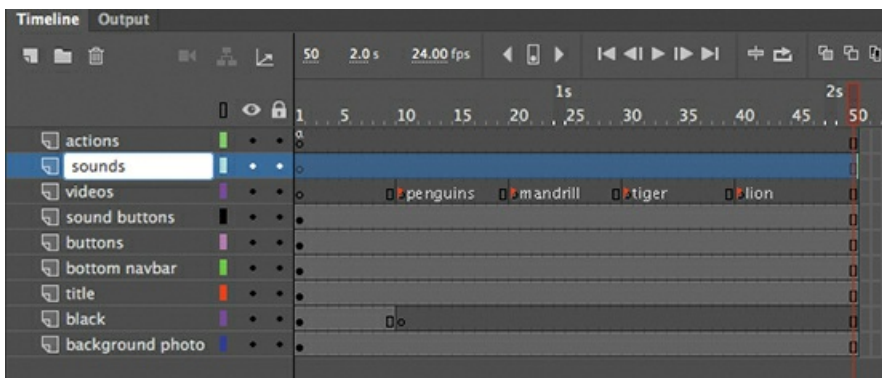 Timeline Output
50 2.0 s 24.00 fps
1s 2s
1 5 10 15 20 25 30 35 40 45 50
actions a
sounds
videos penguins mandrill tiger lion
sound buttons
buttons
bottom navbar
title
black
background photo